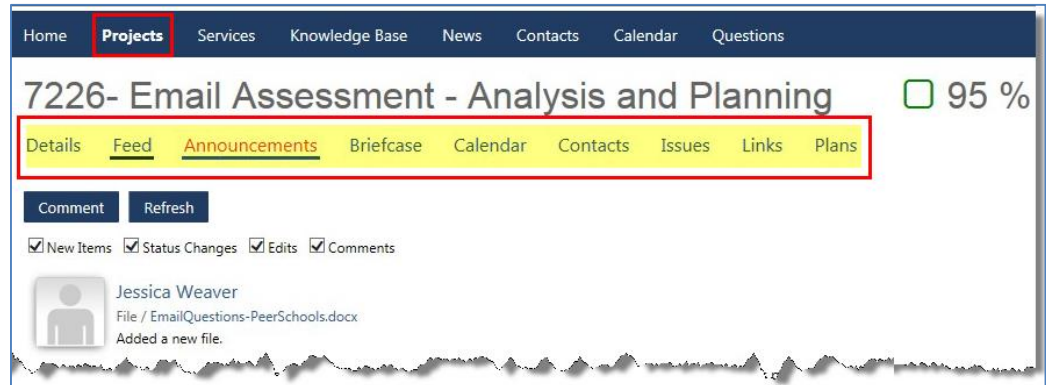 Home Projects Services Knowledge Base News Contacts Calendar Questions
7226- Email Assessment - Analysis and Planning 95 %
Details Feed Announcements Briefcase Calendar Contacts Issues Links Plans
Comment Refresh
New Items Status Changes Edits Comments
Jessica Weaver
File / EmailQuestions-PeerSchools.docx
Added a new file.